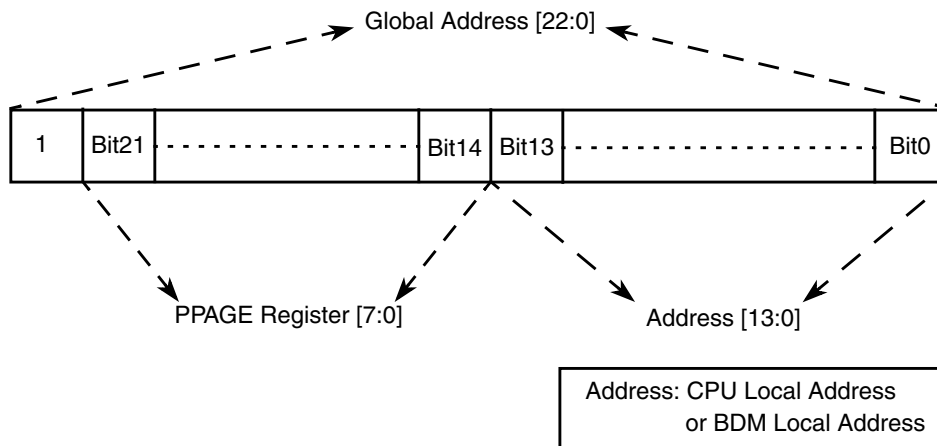 Global Address [22:0]
1 Bit21 Bit14 Bit13 Bit0
PPAGE Register [7:0]
Address [13:0]
Address: CPU Local Address
or BDM Local Address